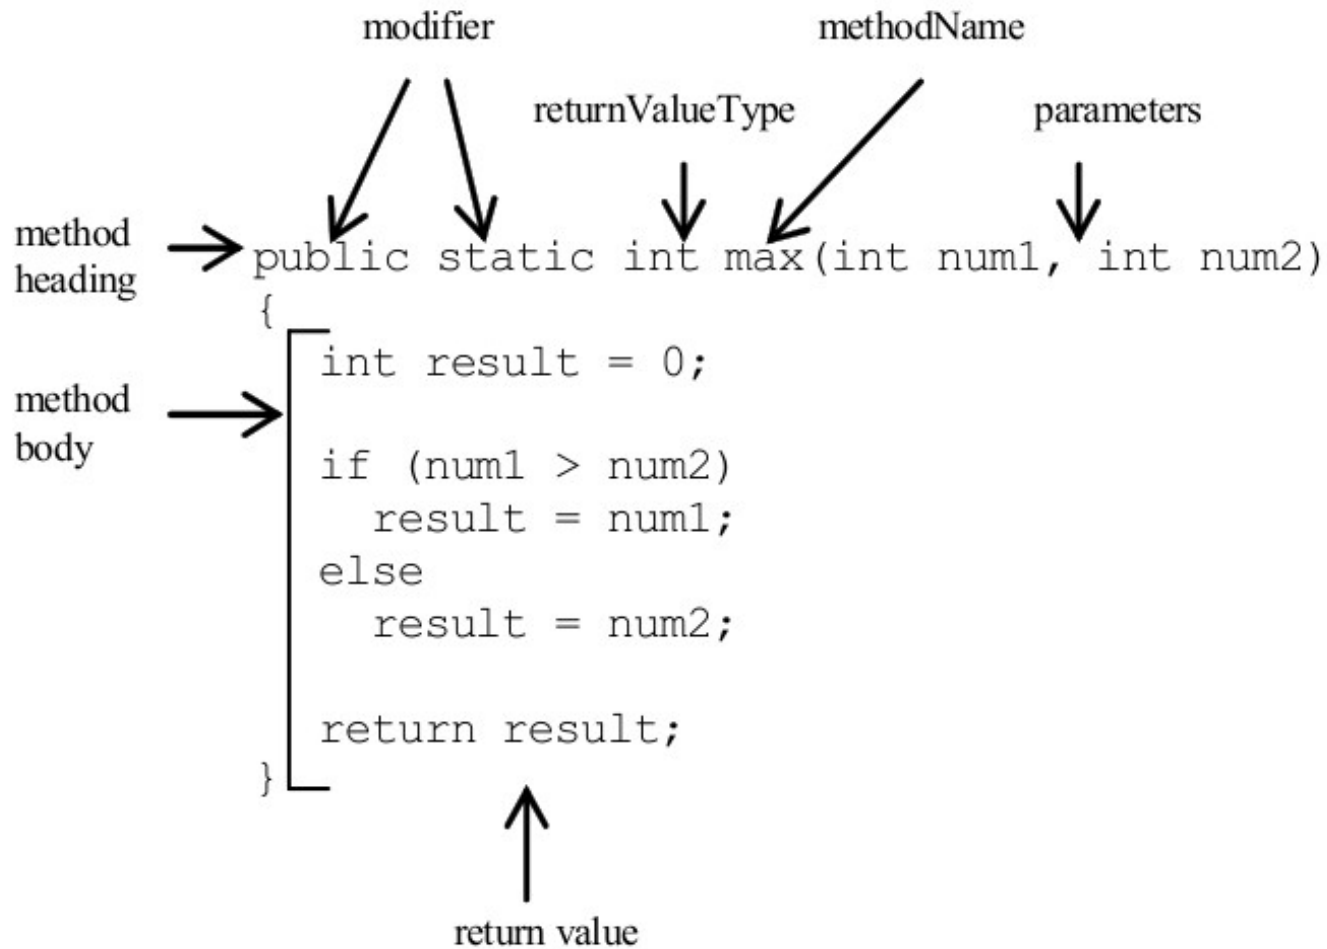 modifier methodName
returnValueType parameters
method
heading
public static int max(int num1, int num2)
{
int result = 0;
method
body
if (num1 > num2)
result = num1;
else
result = num2;
return result;
}
return value